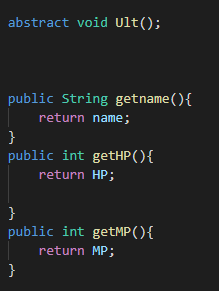 abstract void Ult();
public String getname(){
return name;
}
public int getHP(){
return HP;
}
public int getMP(){
return MP;
}